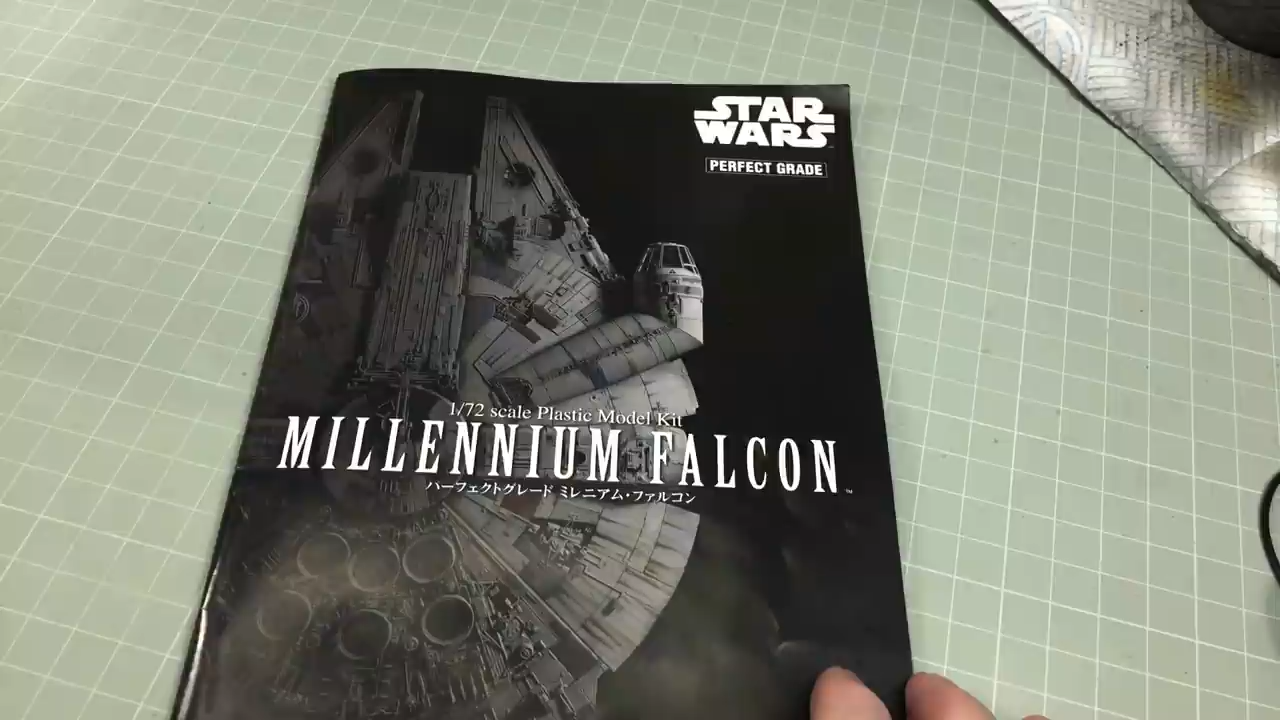 STAR
WARS
PERFECT GRADE
1/72 scale Plastic Model Kit
MILLENNIUM FALCON™
パーフェクトグレード ミレニアム・ファルコン